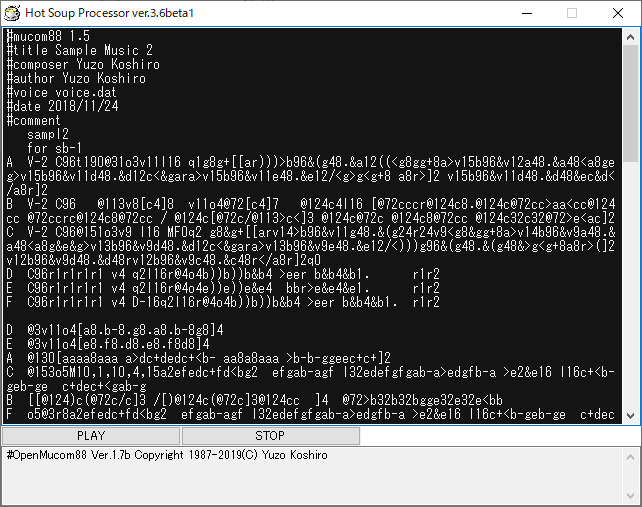 Hot Soup Processor ver.3.6beta1
#mucom88 1.5
#title Sample Music 2
#composer Yuzo Koshiro
#author Yuzo Koshiro
#voice voice.dat
#date 2018/11/24
#comment
sampl2
for sb-1
A V-2 C96t190@31o3v11l16 q1g8g+[[ar)))>b96&(g48.&a12((<g8gg+8a>v15b96&v12a48.&a48<a8ge
g>v15b96&v11d48.&d12c<&gara>v15b96&v11e48.&e12/<g>g<g+8 a8r>]2 v15b96&v11d48.&d48&ec&d<
/a8r]2
B V-2 C96 @113v8[c4]8 v11o4@72[c4]7 @124c4l16 [@72cccr@124c8.@124c@72cc>aa<cc@124
cc @72ccrc@124c8@72cc / @124c[@72c/@113>c<]3 @124c@72c @124c8@72cc @124c32c32@72>e<ac]2
C V-2 C96@151o3v9 l16 MF0q2 g8&g+[[arv14>b96&v11g48.&(g24r24v9<g8&gg+8a>v14b96&v9a48.&
a48<a8g&e&g>v13b96&v9d48.&d12c<&gara>v13b96&v9e48.&e12/<)))g96&(g48.&(g48&>g<g+8a8r>(]2
v12b96&v9d48.&d48rv12b96&v9c48.&c48r</a8r]2q0
D C96r1r1r1r1 v4 q2l16r@4o4b))b))b&b4 >eer b&b4&b1. r1r2
E C96r1r1r1r1 v4 q2l16r@4o4e))e))e&e4 bbr>e&e4&e1. r1r2
F C96r1r1r1r1 v4 D-16q2l16r@4o4b))b))b&b4 >eer b&b4&b1. r1r2
D @3v11o4[a8.b-8.g8.a8.b-8g8]4
E @3v11o4[e8.f8.d8.e8.f8d8]4
A @130[aaaa8aaa a>dc+dedc+<b- aa8a8aaa >b-b-ggeec+c+]2
C @153o5M10,1,10,4,15a2efedc+fd<bg2 efgab-agf l32edefgfgab-a>edgfb-a >e2&e16 l16c+<b-
geb-ge c+dec+<gab-g
B [[@124)c(@72c/c]3 /[)@124c(@72c]3@124cc ]4 @72>b32b32bgge32e32e<bb
F o5@3r8a2efedc+fd<bg2 efgab-agf l32edefgfgab-a>edgfb-a >e2&e16 l16c+<b-geb-ge c+dec
PLAY STOP
#OpenMucom88 Ver.1.7b Copyright 1987-2019(C) Yuzo Koshiro